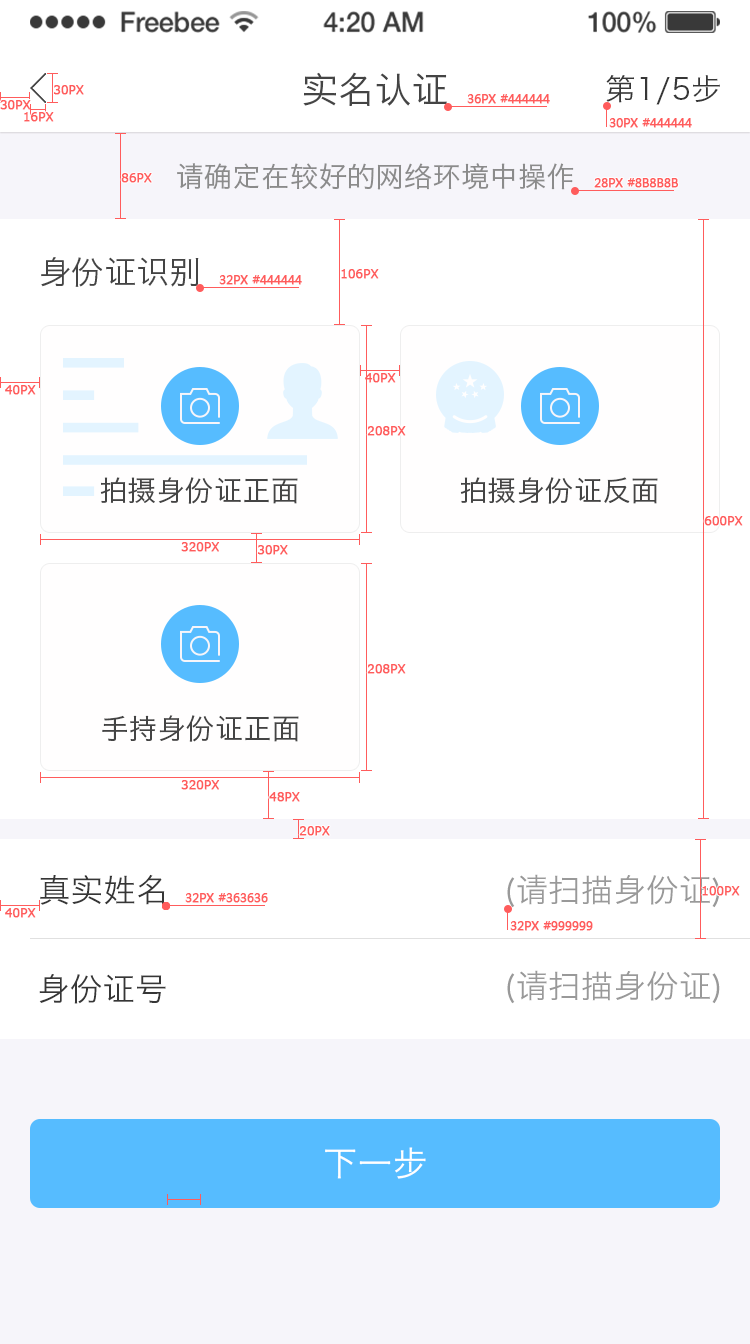 Freebee 4:20 AM 100%
30PX
30PX
16PX
实名认证
36PX #444444
第1/5步
30PX #444444
86PX
请确定在较好的网络环境中操作
28PX #8B8B8B
身份证识别
32PX #444444
106PX
40PX
40PX
208PX
拍摄身份证正面
拍摄身份证反面
600PX
320PX
30PX
208PX
手持身份证正面
320PX
48PX
20PX
真实姓名
32PX #363636
(请扫描身份证)
100PX
40PX
32PX #999999
身份证号
(请扫描身份证)
下一步